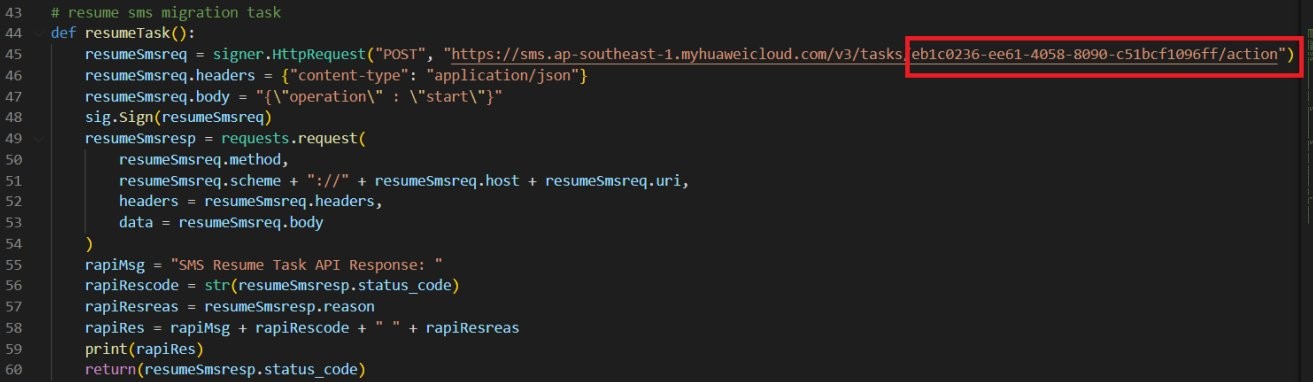 43 # resume sms migration task
44 def resumeTask():
45 resumeSmsreq = signer.HttpRequest("POST", "https://sms.ap-southeast-1.myhuaweicloud.com/v3/tasks/eb1c0236-ee61-4058-8090-c51bcf1096ff/action")
46 resumeSmsreq.headers = {"content-type": "application/json"}
47 resumeSmsreq.body = "{\"operation\" : \"start\"}"
48 sig.Sign(resumeSmsreq)
49 resumeSmsresp = requests.request(
50 resumeSmsreq.method,
51 resumeSmsreq.scheme + "://" + resumeSmsreq.host + resumeSmsreq.uri,
52 headers = resumeSmsreq.headers,
53 data = resumeSmsreq.body
54 )
55 rapiMsg = "SMS Resume Task API Response: "
56 rapiRescode = str(resumeSmsresp.status_code)
57 rapiResreas = resumeSmsresp.reason
58 rapiRes = rapiMsg + rapiRescode + " " + rapiResreas
59 print(rapiRes)
60 return(resumeSmsresp.status_code)